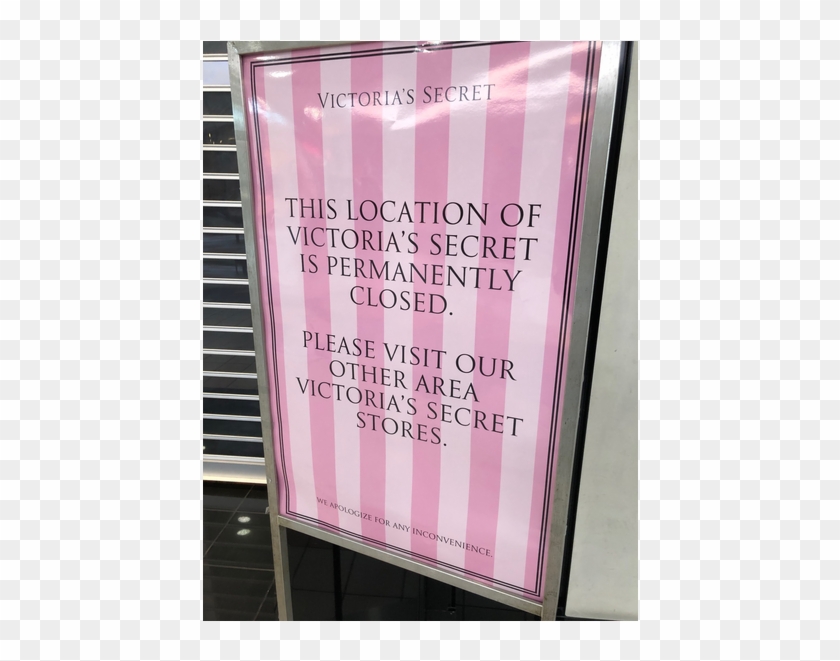 VICTORIA'S SECRET
THIS LOCATION OF
VICTORIA'S SECRET
IS PERMANENTLY
CLOSED.
PLEASE VISIT OUR
OTHER AREA
VICTORIA'S SECRET
STORES.
WE APOLOGIZE FOR ANY INCONVENIENCE.